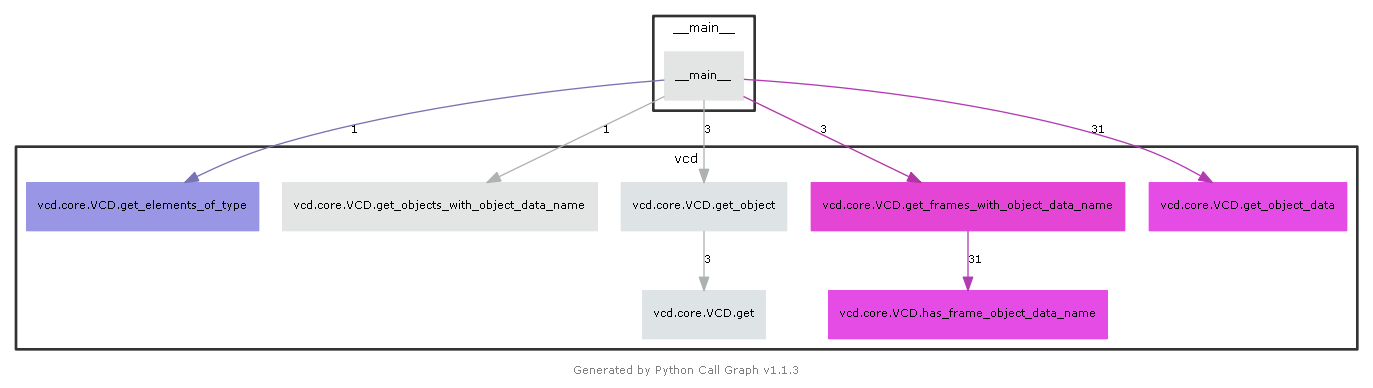 __main__
__main__
1
1
3
3
31
vcd
vcd.core.VCD.get_elements_of_type
vcd.core.VCD.get_objects_with_object_data_name
vcd.core.VCD.get_object
vcd.core.VCD.get_frames_with_object_data_name
vcd.core.VCD.get_object_data
3
31
vcd.core.VCD.get
vcd.core.VCD.has_frame_object_data_name
Generated by Python Call Graph v1.1.3